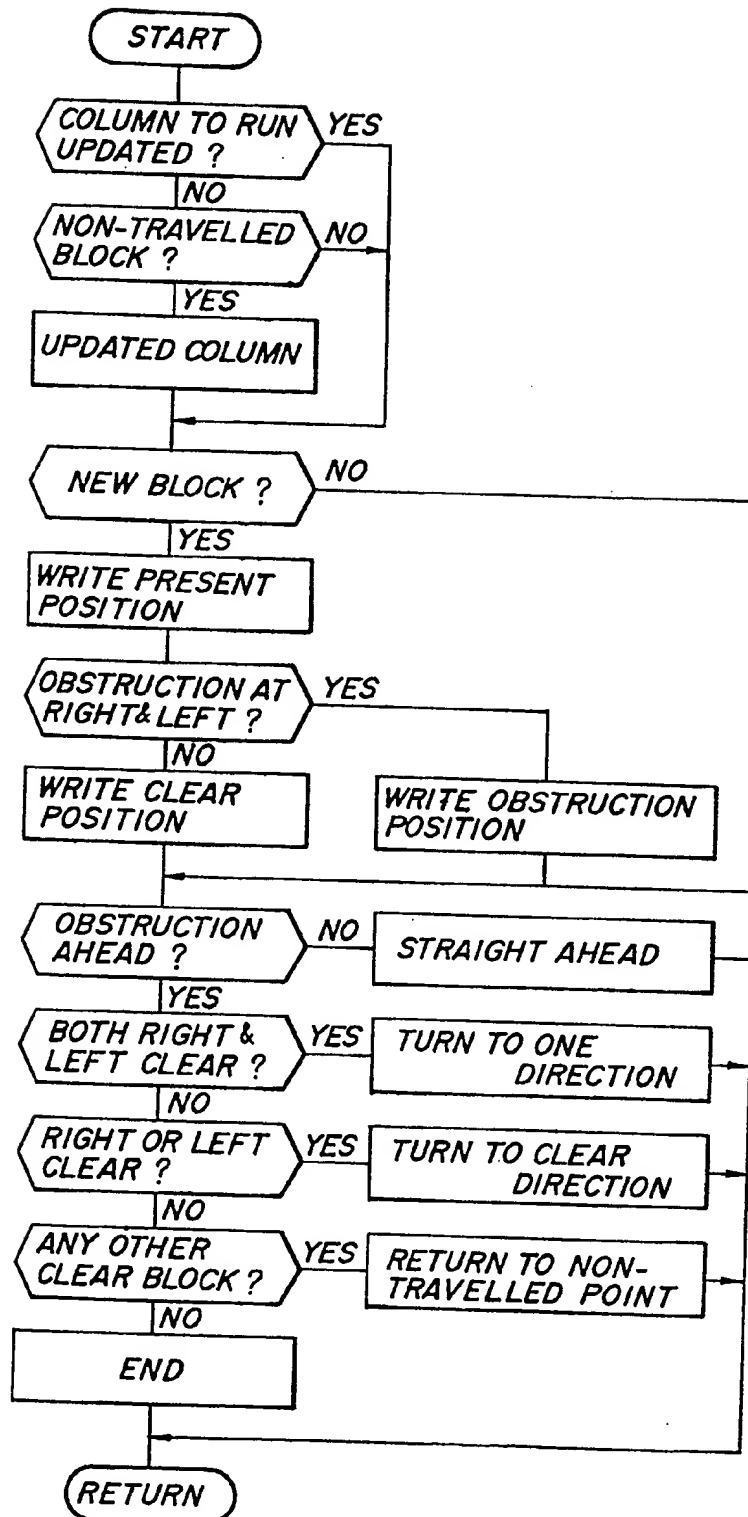 START
COLUMN TO RUN
UPDATED ?
YES
NO
NON-TRAVELLED
BLOCK ?
NO
YES
UPDATED COLUMN
NEW BLOCK ?
NO
YES
WRITE PRESENT
POSITION
OBSTRUCTION AT
RIGHT&LEFT ?
YES
NO
WRITE CLEAR
POSITION
WRITE OBSTRUCTION
POSITION
OBSTRUCTION
AHEAD ?
NO
STRAIGHT AHEAD
YES
BOTH RIGHT &
LEFT CLEAR ?
YES
TURN TO ONE
DIRECTION
NO
RIGHT OR LEFT
CLEAR ?
YES
TURN TO CLEAR
DIRECTION
NO
ANY OTHER
CLEAR BLOCK ?
YES
RETURN TO NON-
TRAVELLED POINT
NO
END
RETURN